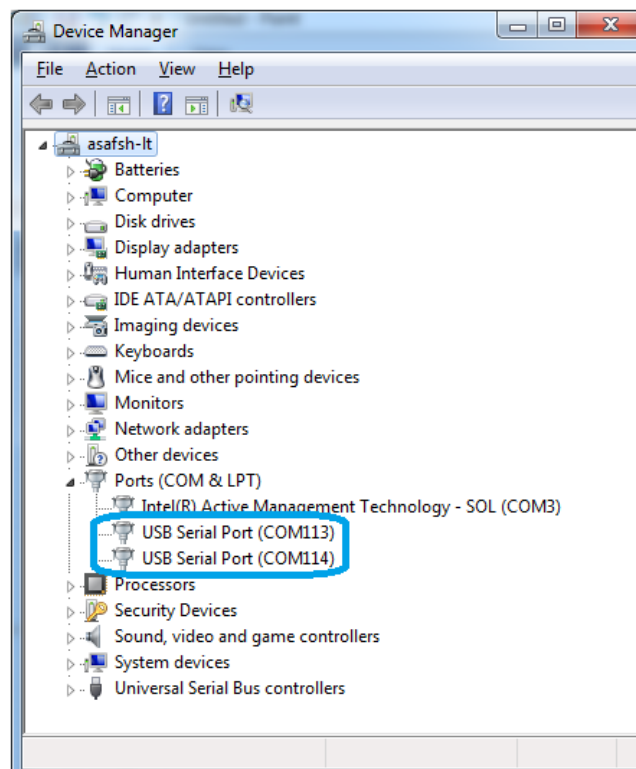 Device Manager
File Action View Help
asafsh-lt
Batteries
Computer
Disk drives
Display adapters
Human Interface Devices
IDE ATA/ATAPI controllers
Imaging devices
Keyboards
Mice and other pointing devices
Monitors
Network adapters
Other devices
Ports (COM & LPT)
Intel(R) Active Management Technology - SOL (COM3)
USB Serial Port (COM113)
USB Serial Port (COM114)
Processors
Security Devices
Sound, video and game controllers
System devices
Universal Serial Bus controllers